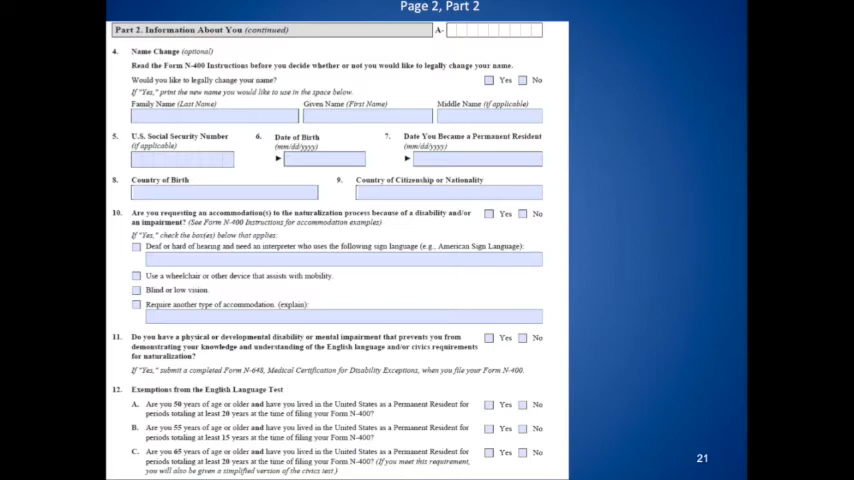 Page 2, Part 2
Part 2. Information About You (continued)
A-
4. Name Change (optional)
Read the Form N-400 Instructions before you decide whether or not you would like to legally change your name.
Would you like to legally change your name? Yes No
If "Yes," print the new name you would like to use in the space below.
Family Name (Last Name) Given Name (First Name) Middle Name (if applicable)
5. U.S. Social Security Number (if applicable)
6. Date of Birth (mm/dd/yyyy)
7. Date You Became a Permanent Resident (mm/dd/yyyy)
8. Country of Birth
9. Country of Citizenship or Nationality
10. Are you requesting an accommodation(s) to the naturalization process because of a disability and/or Yes No
an impairment? (See Form N-400 Instructions for accommodation examples)
If "Yes," check the box(es) below that applies:
Deaf or hard of hearing and need an interpreter who uses the following sign language (e.g., American Sign Language):
Use a wheelchair or other device that assists with mobility.
Blind or low vision.
Require another type of accommodation. (explain):
11. Do you have a physical or developmental disability or mental impairment that prevents you from Yes No
demonstrating your knowledge and understanding of the English language and/or civics requirements
for naturalization?
If "Yes," submit a completed Form N-648, Medical Certification for Disability Exceptions, when you file your Form N-400.
12. Exemptions from the English Language Test
A. Are you 50 years of age or older and have you lived in the United States as a Permanent Resident for Yes No
periods totaling at least 20 years at the time of filing your Form N-400?
B. Are you 55 years of age or older and have you lived in the United States as a Permanent Resident for Yes No
periods totaling at least 15 years at the time of filing your Form N-400?
C. Are you 65 years of age or older and have you lived in the United States as a Permanent Resident for Yes No
periods totaling at least 20 years at the time of filing your Form N-400? (If you meet this requirement,
you will also be given a simplified version of the civics test.)
21